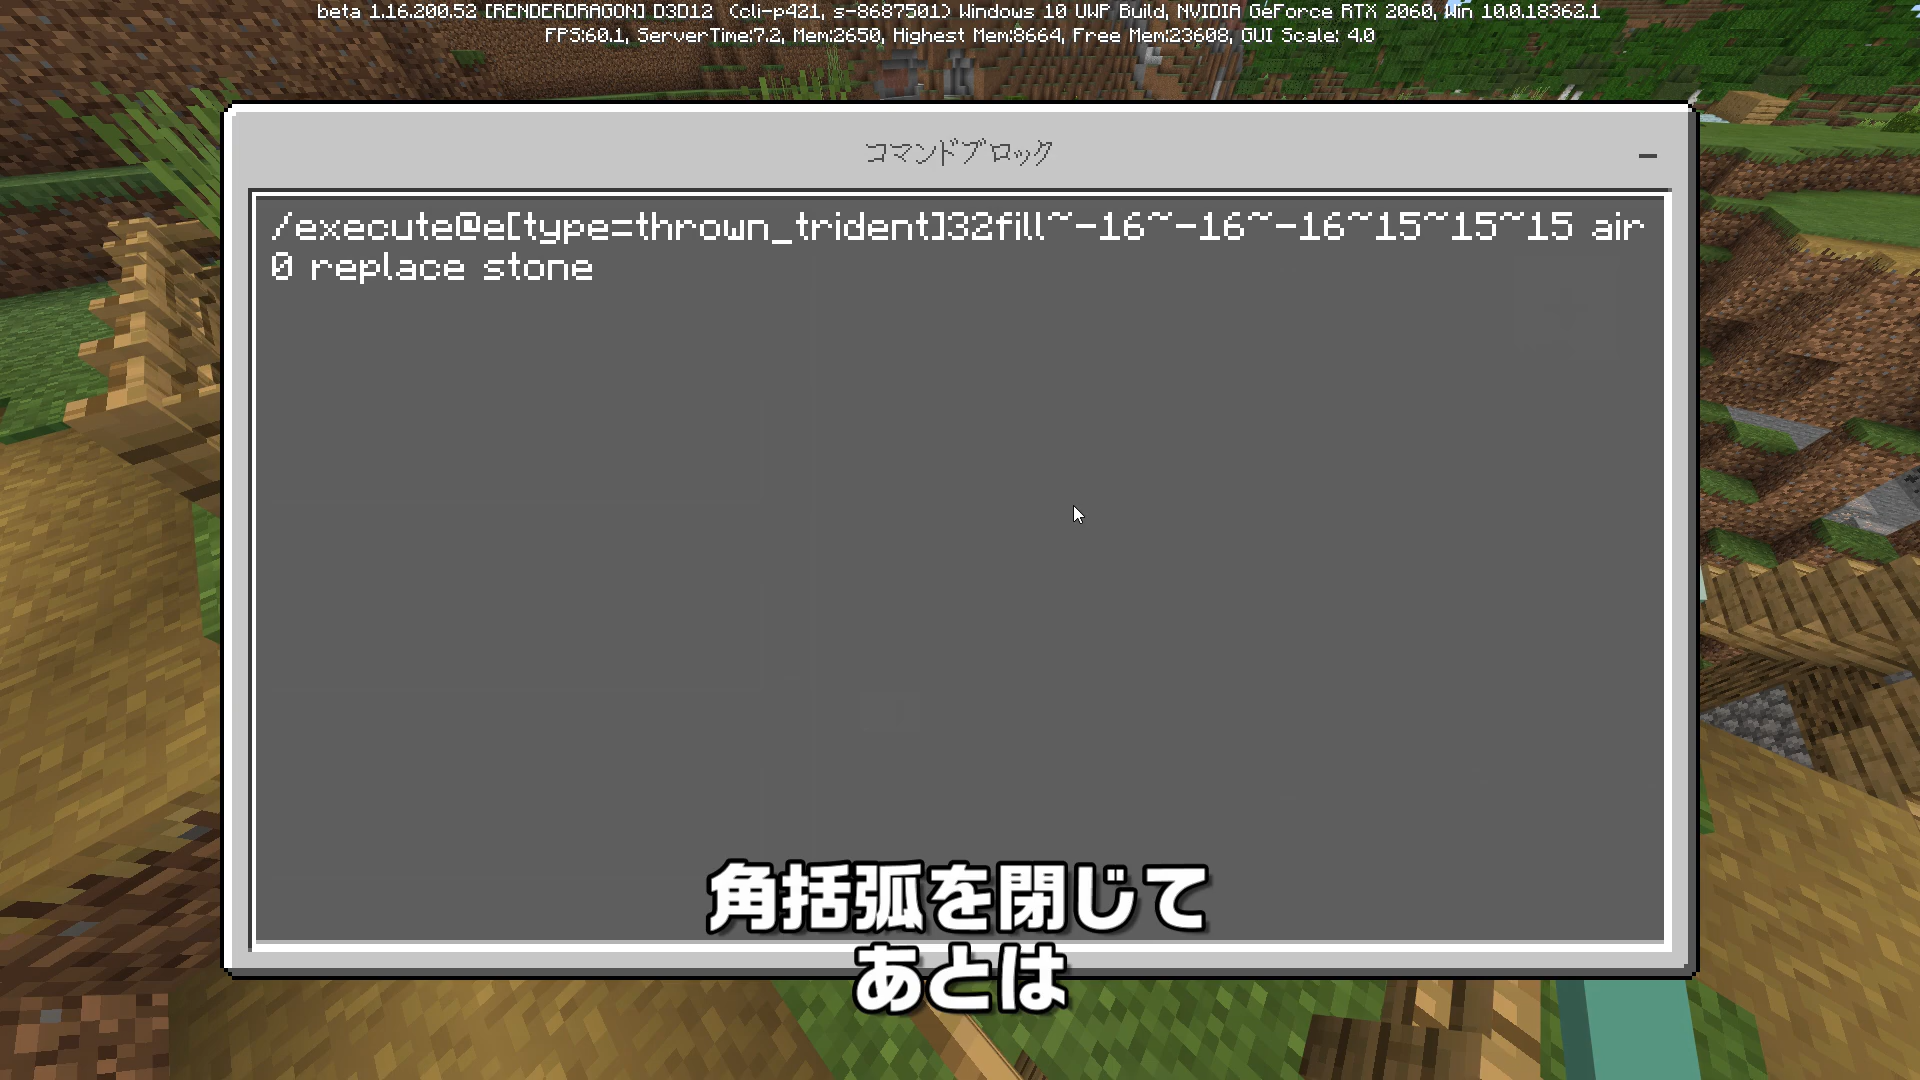 beta 1.16.200.52 [RENDERDRAGON] D3D12  (cli-p421, s-8687501) Windows 10 UWP Build, NVIDIA GeForce RTX 2060, Win 10.0.18362.1
FPS:60.1, ServerTime:7.2, Mem:2650, Highest Mem:8664, Free Mem:23608, GUI Scale: 4.0
コマンドブロック
/execute@e[type=thrown_trident]32fill~-16~-16~-16~15~15~15 air
0 replace stone
角括弧を閉じて
あとは